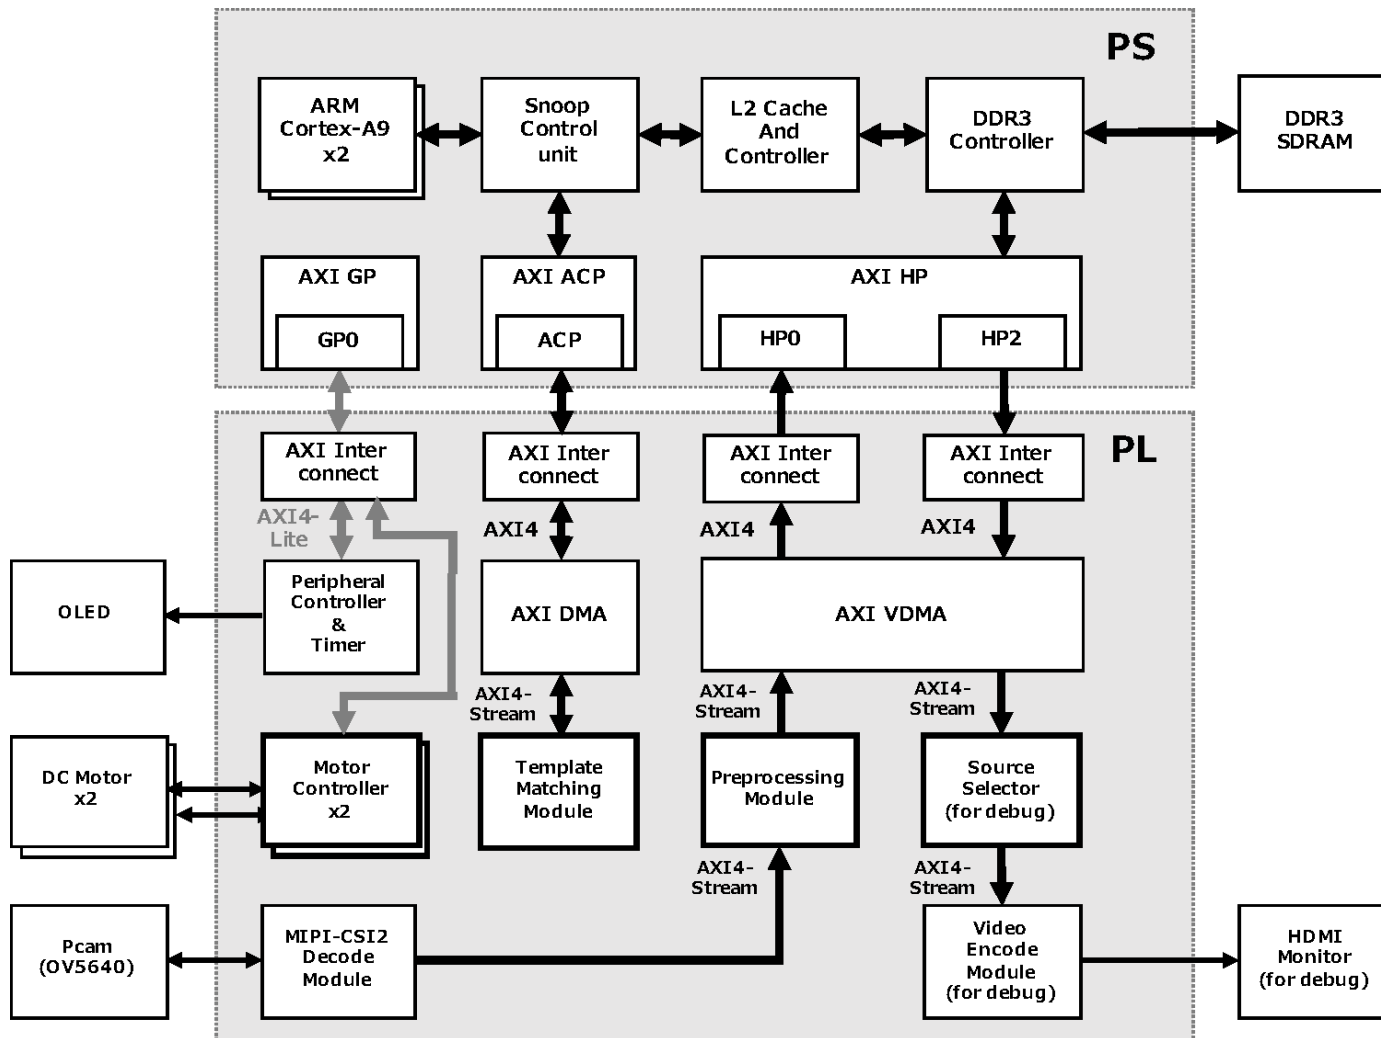 PS
ARM
Cortex-A9
x2
Snoop
Control
unit
L2 Cache
And
Controller
DDR3
Controller
DDR3
SDRAM
AXI GP
GP0
AXI ACP
ACP
AXI HP
HP0
HP2
PL
AXI Inter
connect
AXI Inter
connect
AXI Inter
connect
AXI Inter
connect
AXI4-
Lite
AXI4
AXI4
AXI4
OLED
Peripheral
Controller
&
Timer
AXI DMA
AXI VDMA
AXI4-
Stream
AXI4-
Stream
AXI4-
Stream
DC Motor
x2
Motor
Controller
x2
Template
Matching
Module
Preprocessing
Module
Source
Selector
(for debug)
AXI4-
Stream
AXI4-
Stream
Pcam
(OV5640)
MIPI-CSI2
Decode
Module
Video
Encode
Module
(for debug)
HDMI
Monitor
(for debug)